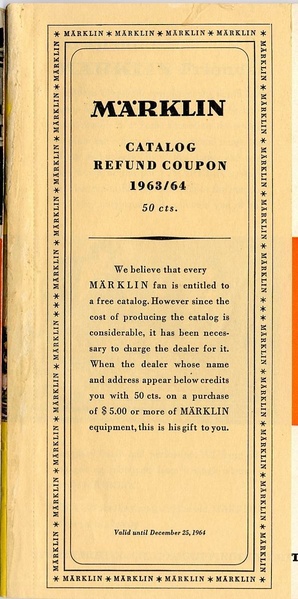 MÄRKLIN ✶ MÄRKLIN ✶ MÄRKLIN ✶ MÄRKLIN
MÄRKLIN
CATALOG
REFUND COUPON
1963/64
50 cts.
We believe that every
MÄRKLIN fan is entitled to
a free catalog. However since the
cost of producing the catalog is
considerable, it has been neces-
sary to charge the dealer for it.
When the dealer whose name
and address appear below credits
you with 50 cts. on a purchase
of $ 5.00 or more of MÄRKLIN
equipment, this is his gift to you.
Valid until December 25, 1964
MÄRKLIN ✶ MÄRKLIN ✶ MÄRKLIN ✶ MÄRKLIN